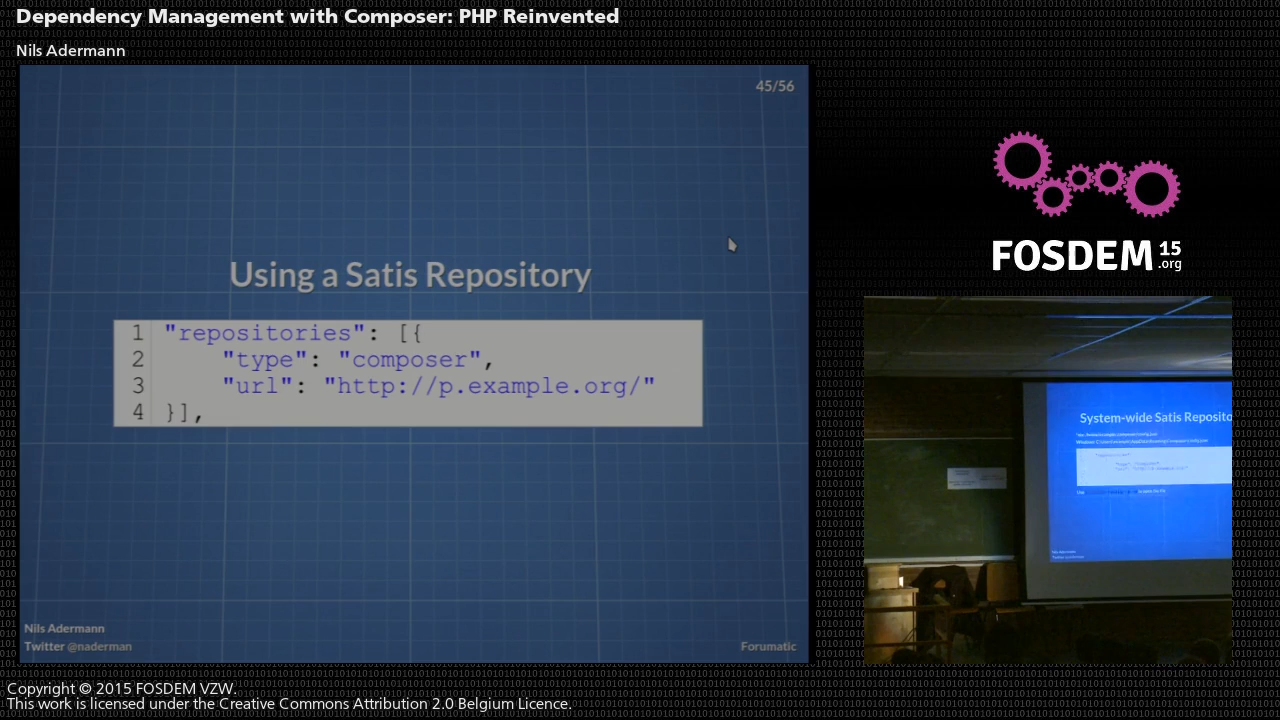 Dependency Management with Composer: PHP Reinvented
Nils Adermann
45/56
Using a Satis Repository
1 "repositories": [{
2 "type": "composer",
3 "url": "http://p.example.org/"
4 }],
Nils Adermann
Twitter @naderman
Forumatic
FOSDEM 15
.org
System-wide Satis Reposito
Copyright © 2015 FOSDEM VZW.
This work is licensed under the Creative Commons Attribution 2.0 Belgium Licence.